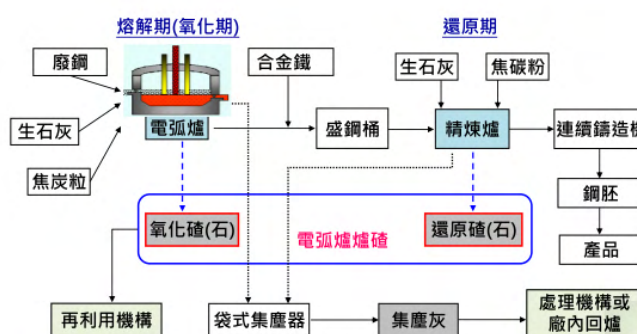 熔解期(氧化期)
還原期
廢鋼
合金鐵
生石灰
焦碳粉
生石灰
電弧爐
盛鋼桶
精煉爐
連續鑄造機
焦炭粒
鋼胚
氧化碴(石)
電弧爐爐碴
還原碴(石)
產品
再利用機構
袋式集塵器
集塵灰
處理機構或
廠內回爐